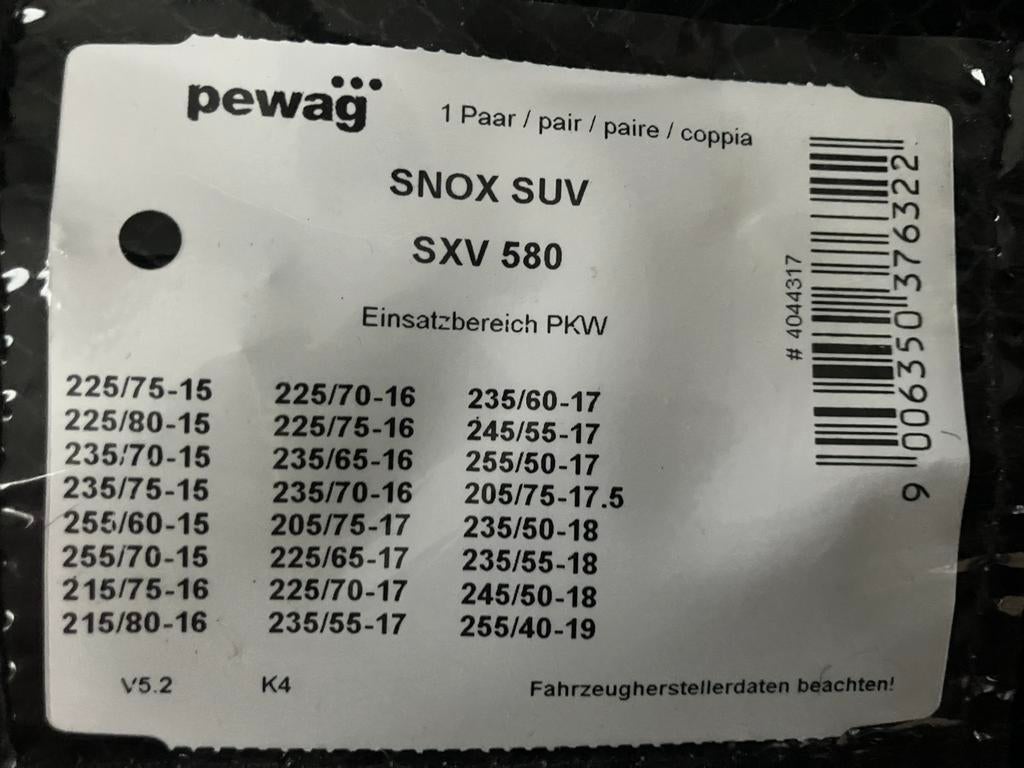 pewag
1 Paar / pair / paire / coppia
SNOX SUV
SXV 580
Einsatzbereich PKW
225/75-15 225/70-16 235/60-17
225/80-15 225/75-16 245/55-17
235/70-15 235/65-16 255/50-17
235/75-15 235/70-16 205/75-17.5
255/60-15 205/75-17 235/50-18
255/70-15 225/65-17 235/55-18
215/75-16 225/70-17 245/50-18
215/80-16 235/55-17 255/40-19
V5.2 K4 Fahrzeugherstellerdaten beachten!
# 4044317
9 006350 376322